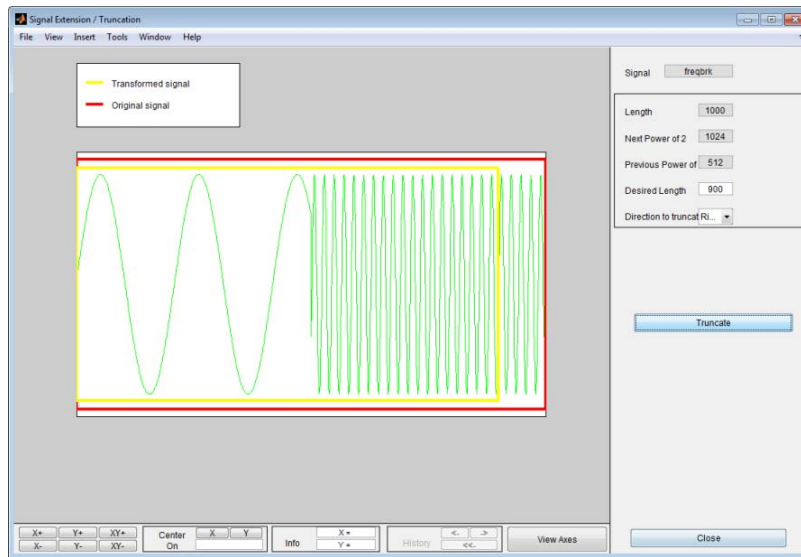 Signal Extension / Truncation
File View Insert Tools Window Help
Transformed signal
Original signal
Signal freqbrk
Length 1000
Next Power of 2 1024
Previous Power of 512
Desired Length 900
Direction to truncat Ri...
Truncate
X+ Y+ XY+
X- Y- XY-
Center On X Y
Info X = Y =
History <- ->
<<-
View Axes
Close